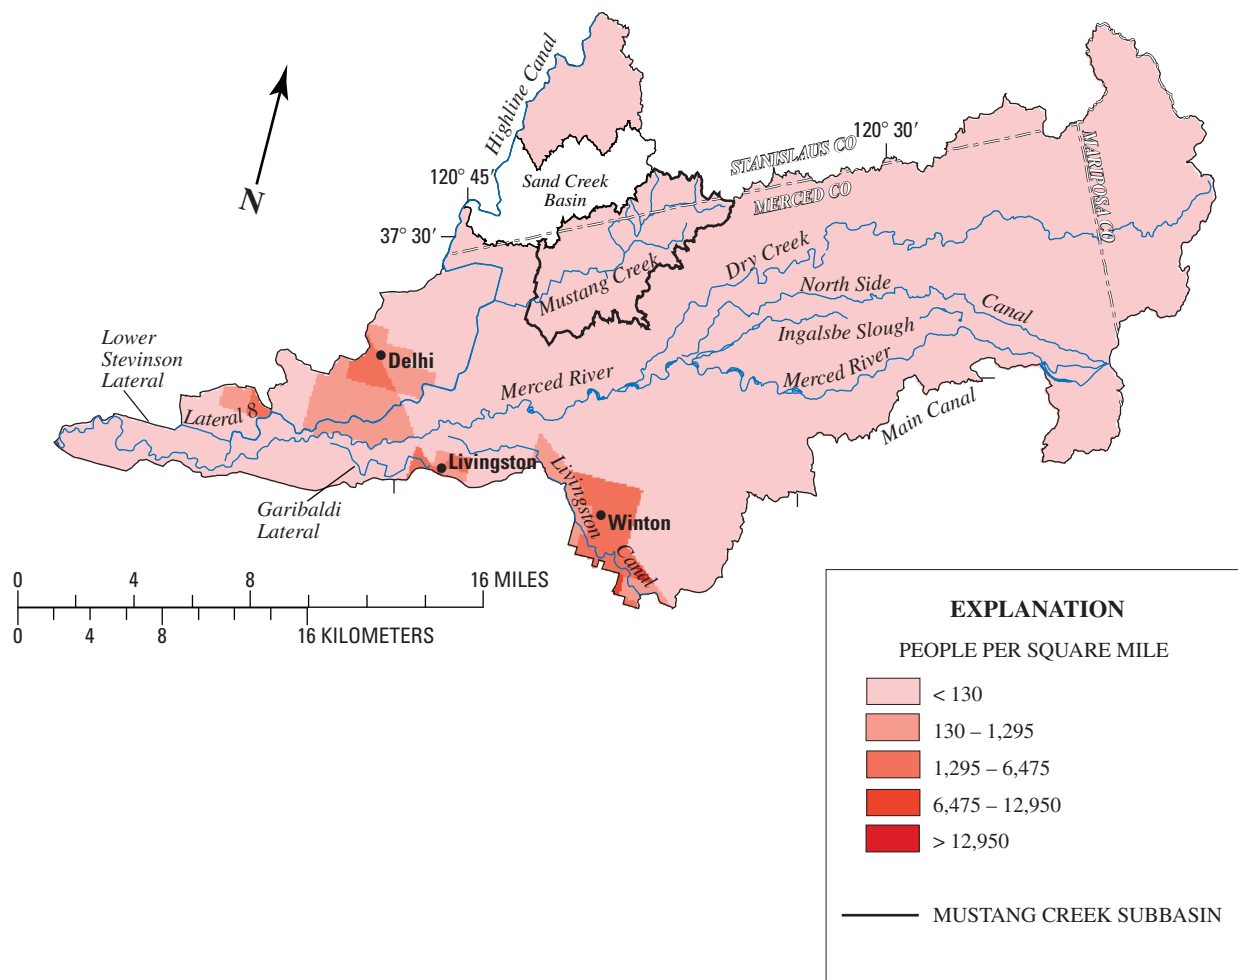 Highline Canal
120° 30′
STANISLAUS CO
MERCED CO
MARIPOSA CO
120° 45′
Sand Creek
Basin
N
37° 30′
Dry Creek
Mustang Creek
North Side
Canal
Ingalsbe Slough
Lower
Stevinson
Lateral
Delhi
Merced River
Merced River
Main Canal
Lateral 8
Livingston
Livingston
Canal
Garibaldi
Lateral
Winton
0 4 8 16 MILES
0 4 8 16 KILOMETERS
EXPLANATION
PEOPLE PER SQUARE MILE
< 130
130 – 1,295
1,295 – 6,475
6,475 – 12,950
> 12,950
MUSTANG CREEK SUBBASIN